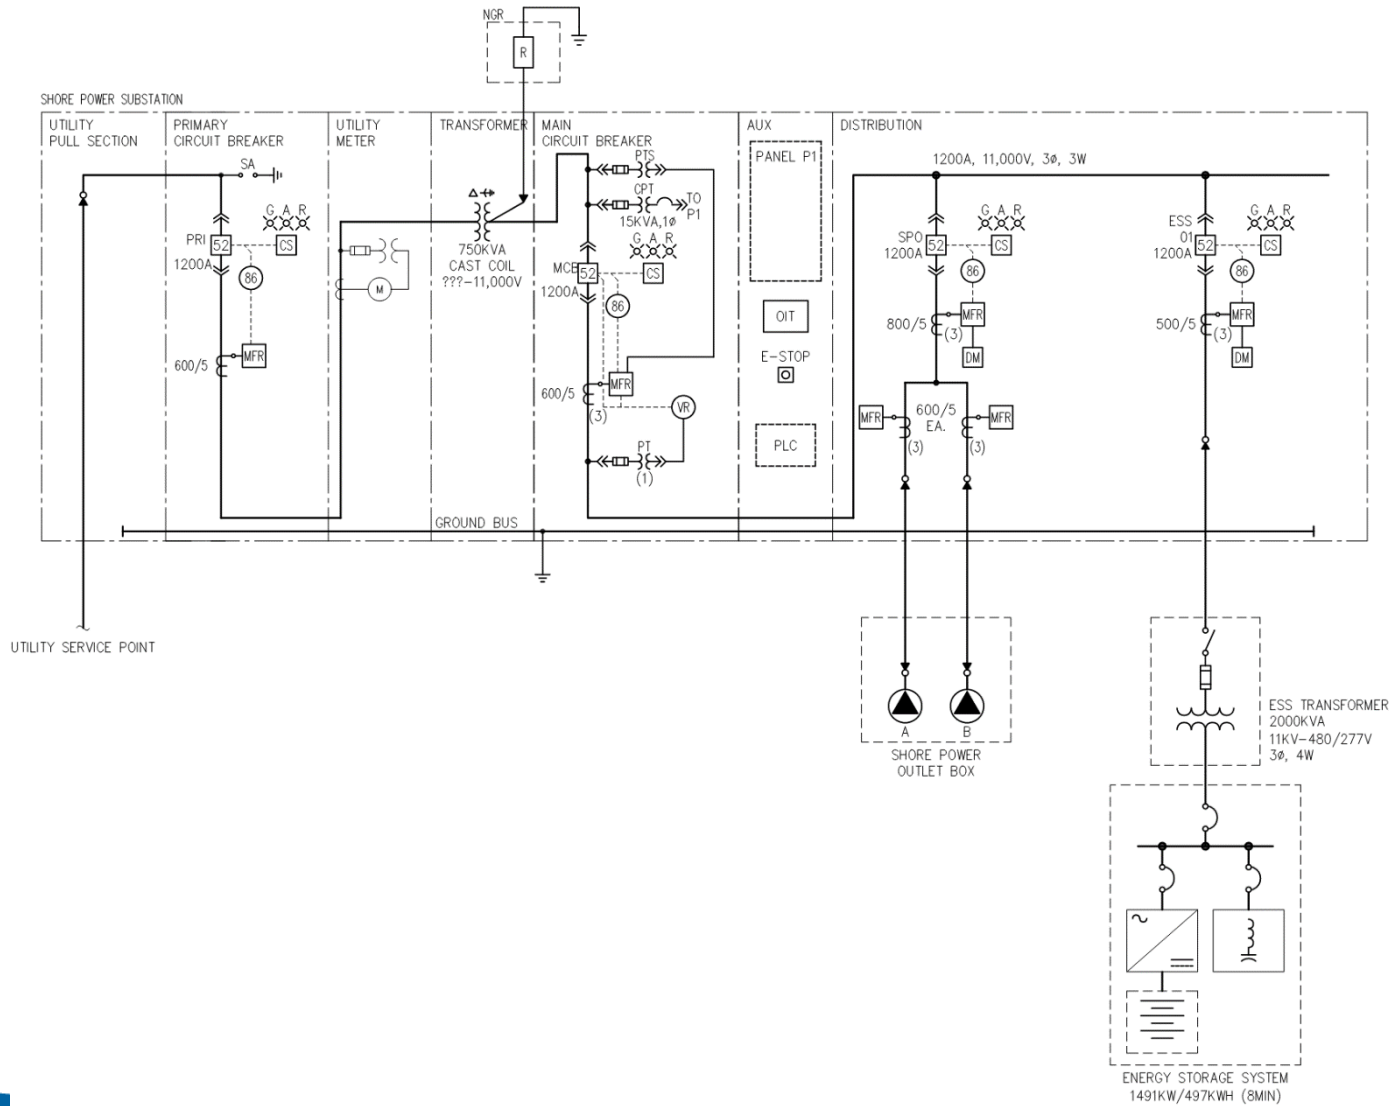 NGR
R
SHORE POWER SUBSTATION
UTILITY
PULL SECTION
PRIMARY
CIRCUIT BREAKER
UTILITY
METER
TRANSFORMER
MAIN
CIRCUIT BREAKER
AUX
DISTRIBUTION
SA
G A R
PRI
52
CS
1200A
86
MFR
600/5
M
750KVA
CAST COIL
???-11,000V
PTS
CPT
TO
P1
15KVA,1ø
G A R
MCB
52
CS
1200A
86
MFR
600/5
(3)
VR
PT
(1)
PANEL P1
OIT
E-STOP
PLC
1200A, 11,000V, 3ø, 3W
G A R
SPO
52
CS
1200A
86
MFR
800/5
(3)
DM
MFR
600/5
EA.
MFR
(3)
(3)
G A R
ESS
01
52
CS
1200A
86
MFR
500/5
(3)
DM
GROUND BUS
UTILITY SERVICE POINT
A
B
SHORE POWER
OUTLET BOX
ESS TRANSFORMER
2000KVA
11KV-480/277V
3ø, 4W
ENERGY STORAGE SYSTEM
1491KW/497KWH (8MIN)